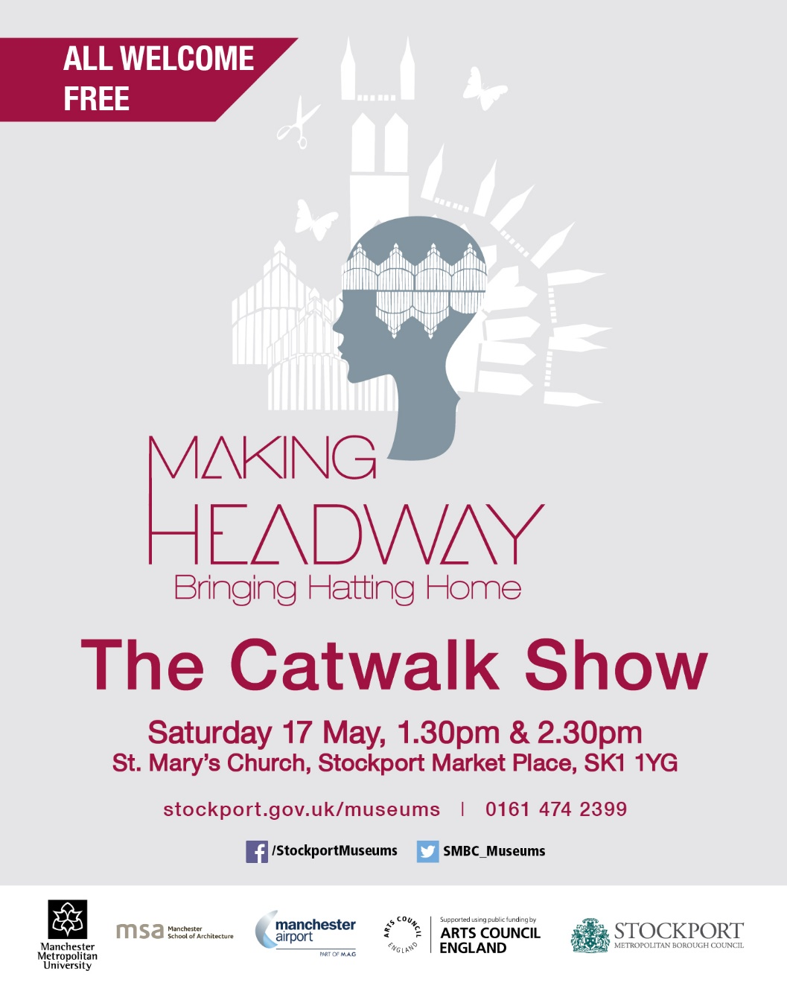 ALL WELCOME
FREE
MAKING
HEADWAY
Bringing Hatting Home
The Catwalk Show
Saturday 17 May, 1.30pm & 2.30pm
St. Mary's Church, Stockport Market Place, SK1 1YG
stockport.gov.uk/museums | 0161 474 2399
/StockportMuseums SMBC_Museums
Manchester
Metropolitan
University
msa Manchester
School of Architecture
manchester
airport
PART OF M.A.G
ARTS COUNCIL
ENGLAND
Supported using public funding by
ARTS COUNCIL
ENGLAND
STOCKPORT
METROPOLITAN BOROUGH COUNCIL